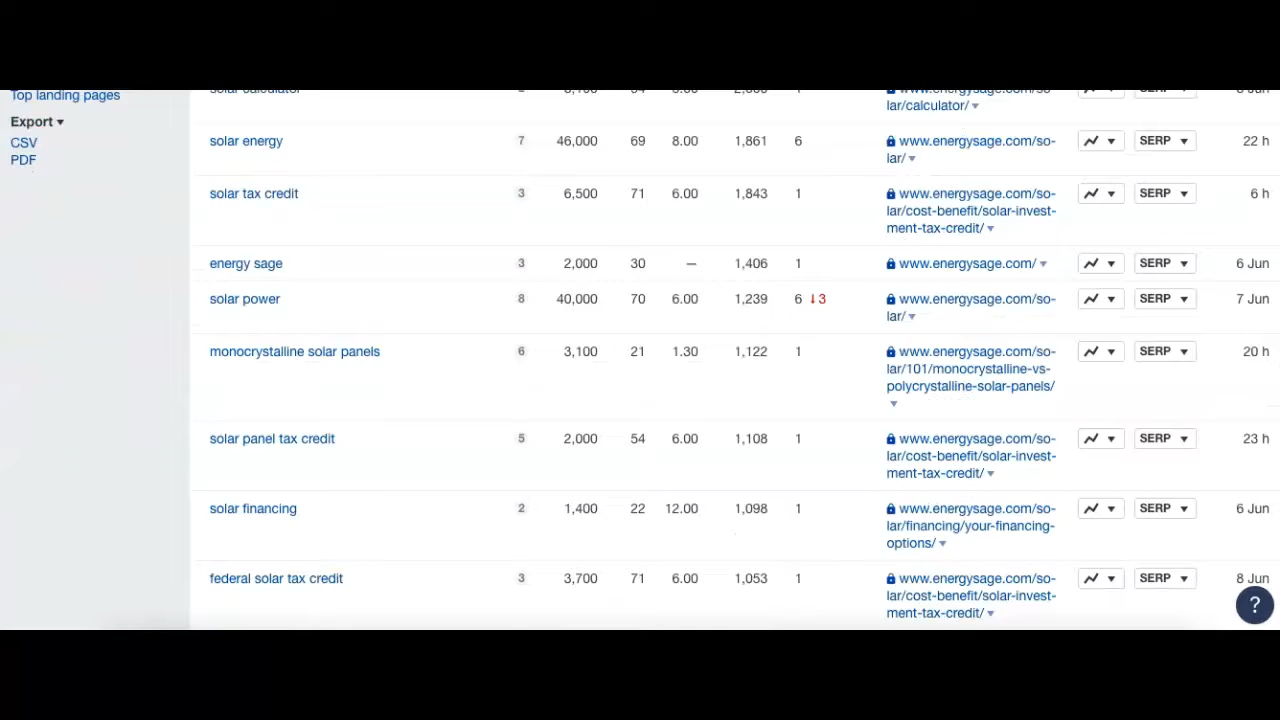 Top landing pages
Export
CSV
PDF
solar calculator
www.energysage.com/so-
lar/calculator/
solar energy 7 46,000 69 8.00 1,861 6 www.energysage.com/so- SERP 22 h
lar/
solar tax credit 3 6,500 71 6.00 1,843 1 www.energysage.com/so- SERP 6 h
lar/cost-benefit/solar-invest-
ment-tax-credit/
energy sage 3 2,000 30 — 1,406 1 www.energysage.com/ SERP 6 Jun
solar power 8 40,000 70 6.00 1,239 6 ↓3 www.energysage.com/so- SERP 7 Jun
lar/
monocrystalline solar panels 6 3,100 21 1.30 1,122 1 www.energysage.com/so- SERP 20 h
lar/101/monocrystalline-vs-
polycrystalline-solar-panels/
solar panel tax credit 5 2,000 54 6.00 1,108 1 www.energysage.com/so- SERP 23 h
lar/cost-benefit/solar-invest-
ment-tax-credit/
solar financing 2 1,400 22 12.00 1,098 1 www.energysage.com/so- SERP 6 Jun
lar/financing/your-financing-
options/
federal solar tax credit 3 3,700 71 6.00 1,053 1 www.energysage.com/so- SERP 8 Jun
lar/cost-benefit/solar-invest-
ment-tax-credit/
?